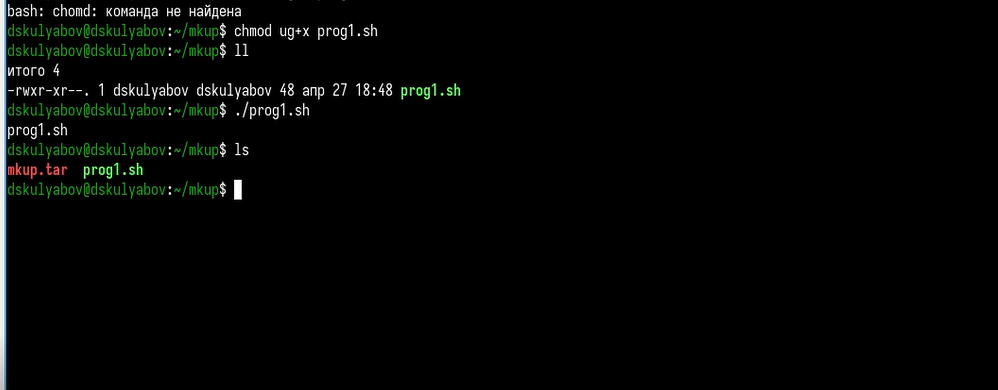 bash: chomd: команда не найдена
dskulyabov@dskulyabov:~/mkup$ chmod ug+x prog1.sh
dskulyabov@dskulyabov:~/mkup$ ll
итого 4
-rwxr-xr--. 1 dskulyabov dskulyabov 48 апр 27 18:48 prog1.sh
dskulyabov@dskulyabov:~/mkup$ ./prog1.sh
prog1.sh
dskulyabov@dskulyabov:~/mkup$ ls
mkup.tar  prog1.sh
dskulyabov@dskulyabov:~/mkup$